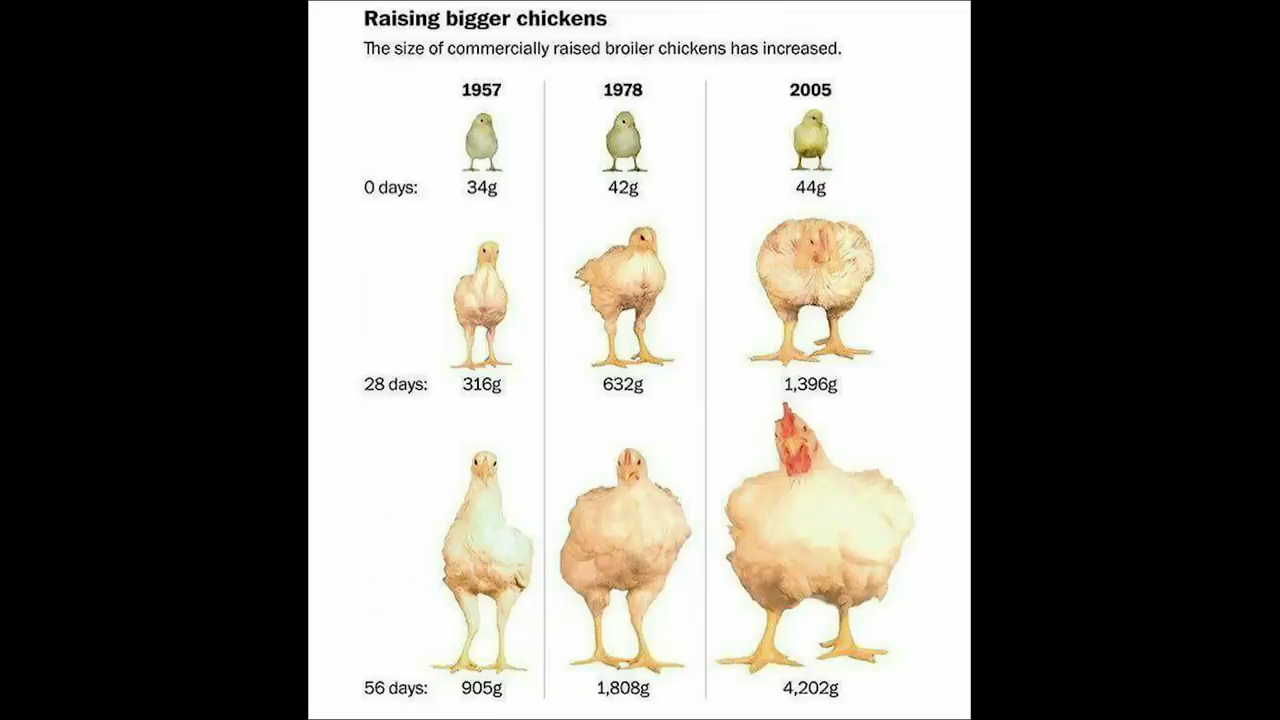 Raising bigger chickens
The size of commercially raised broiler chickens has increased.
1957 1978 2005
0 days: 34g 42g 44g
28 days: 316g 632g 1,396g
56 days: 905g 1,808g 4,202g